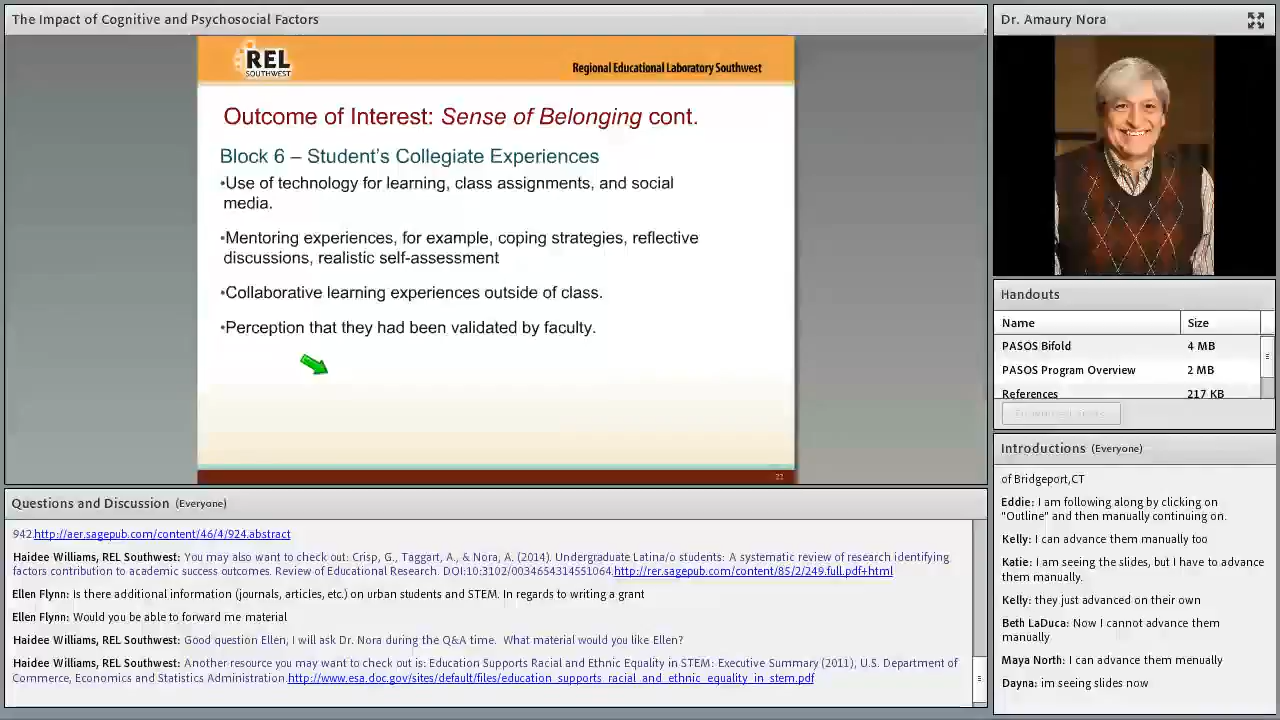 The Impact of Cognitive and Psychosocial Factors
REL
SOUTHWEST
Regional Educational Laboratory Southwest
Outcome of Interest: Sense of Belonging cont.
Block 6 – Student's Collegiate Experiences
•Use of technology for learning, class assignments, and social
media.
•Mentoring experiences, for example, coping strategies, reflective
discussions, realistic self-assessment
•Collaborative learning experiences outside of class.
•Perception that they had been validated by faculty.
22
Questions and Discussion (Everyone)
942.http://aer.sagepub.com/content/46/4/924.abstract
Haidee Williams, REL Southwest: You may also want to check out: Crisp, G., Taggart, A., & Nora, A. (2014). Undergraduate Latina/o students: A systematic review of research identifying
factors contribution to academic success outcomes. Review of Educational Research. DOI:10:3102/0034654314551064.http://rer.sagepub.com/content/85/2/249.full.pdf+html
Ellen Flynn: Is there additional information (journals, articles, etc.) on urban students and STEM. In regards to writing a grant
Ellen Flynn: Would you be able to forward me material
Haidee Williams, REL Southwest: Good question Ellen, I will ask Dr. Nora during the Q&A time. What material would you like Ellen?
Haidee Williams, REL Southwest: Another resource you may want to check out is: Education Supports Racial and Ethnic Equality in STEM: Executive Summary (2011), U.S. Department of
Commerce, Economics and Statistics Administration.http://www.esa.doc.gov/sites/default/files/education_supports_racial_and_ethnic_equality_in_stem.pdf
Dr. Amaury Nora
Handouts
Name Size
PASOS Bifold 4 MB
PASOS Program Overview 2 MB
References 217 KB
Introductions (Everyone)
of Bridgeport,CT
Eddie: I am following along by clicking on
"Outline" and then manually continuing on.
Kelly: I can advance them manually too
Katie: I am seeing the slides, but I have to advance
them manually.
Kelly: they just advanced on their own
Beth LaDuca: Now I cannot advance them
manually
Maya North: I can advance them menually
Dayna: im seeing slides now